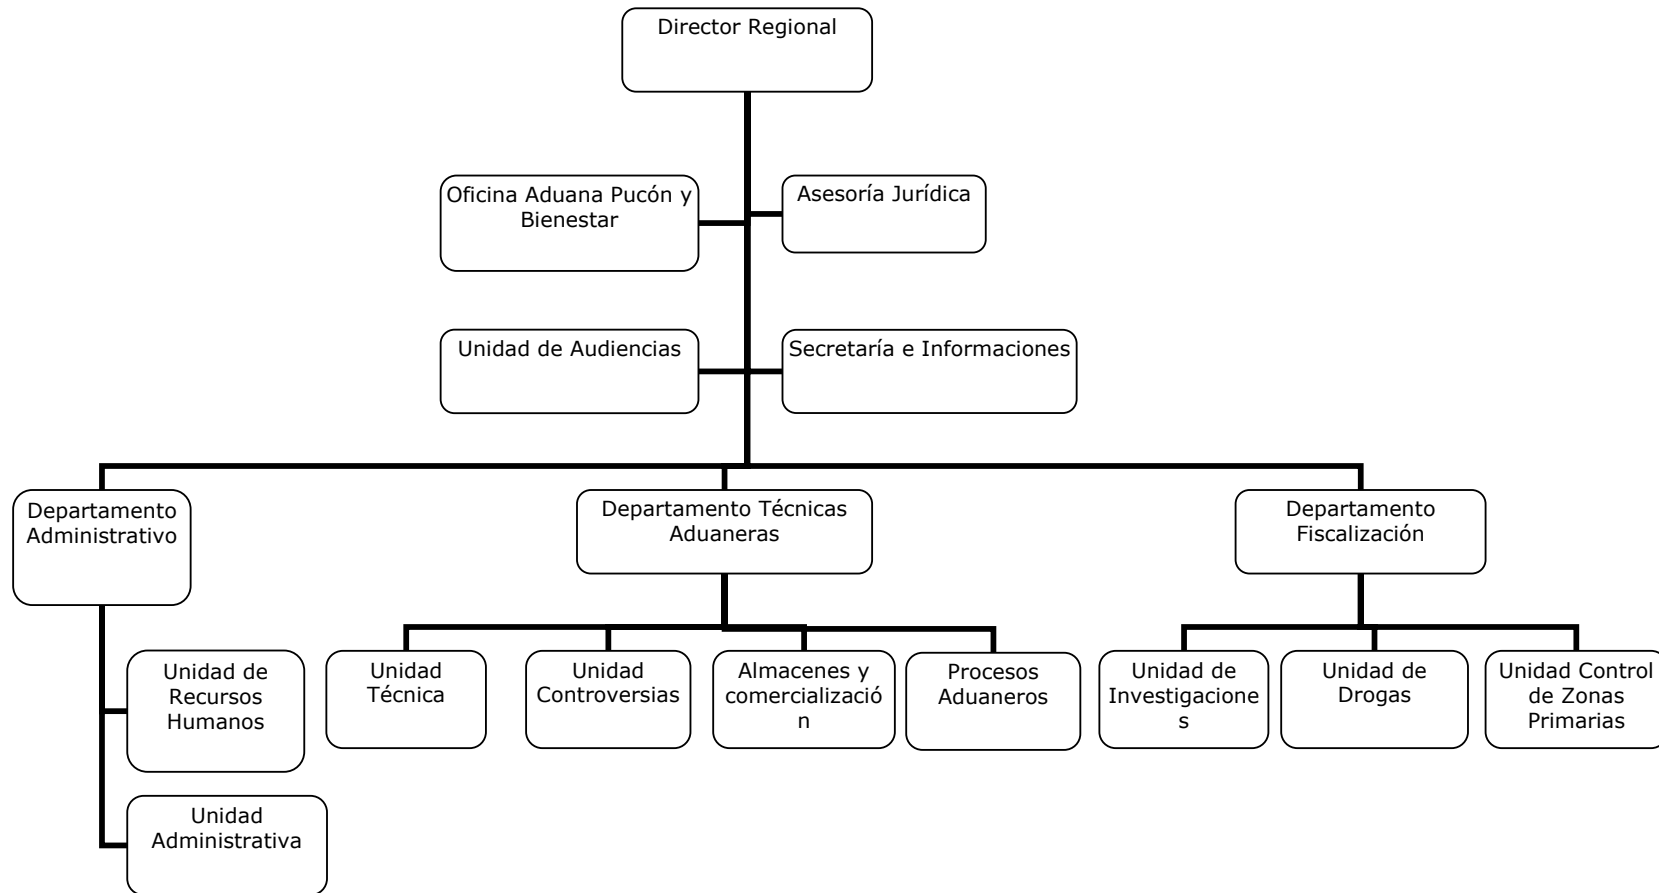 Director Regional
Oficina Aduana Pucón y
Bienestar
Asesoría Jurídica
Unidad de Audiencias
Secretaría e Informaciones
Departamento
Administrativo
Departamento Técnicas
Aduaneras
Departamento
Fiscalización
Unidad de
Recursos
Humanos
Unidad
Administrativa
Unidad
Técnica
Unidad
Controversias
Almacenes y
comercializació
n
Procesos
Aduaneros
Unidad de
Investigacione
s
Unidad de
Drogas
Unidad Control
de Zonas
Primarias